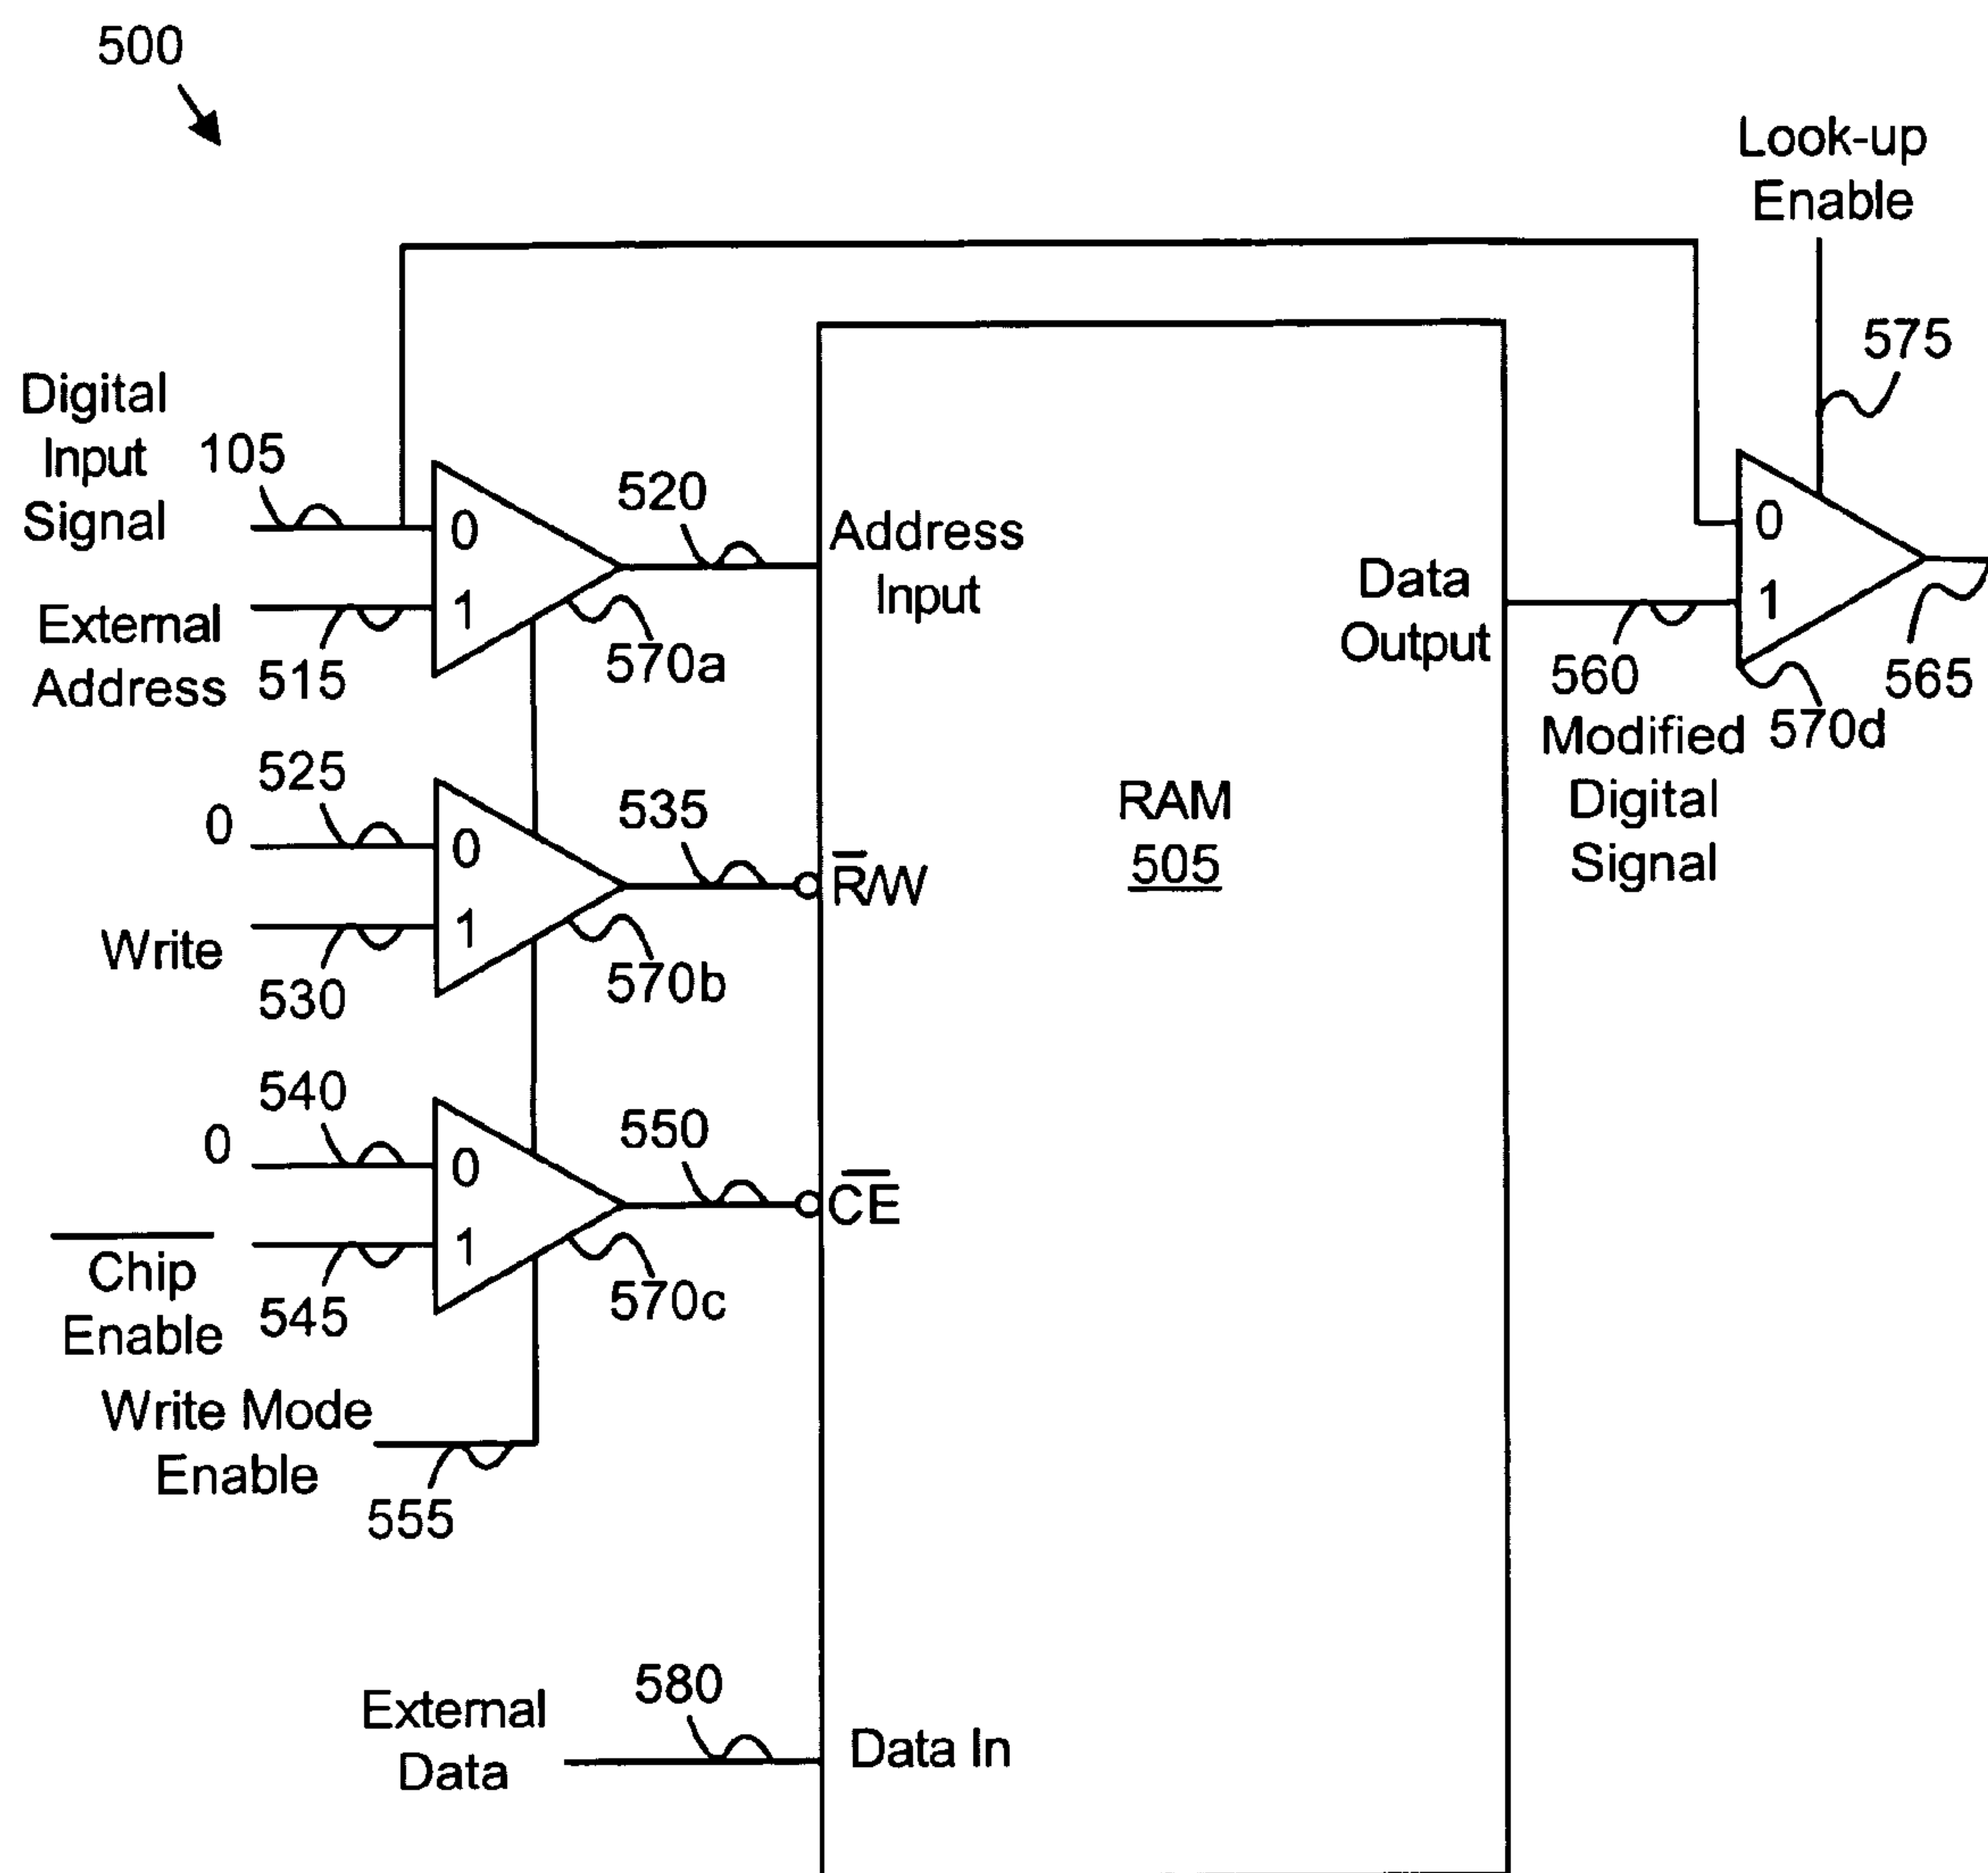 500
Look-up
Enable
575
Digital
Input
Signal
105
0
1
520
Address
Input
External
Address
515
570a
Data
Output
0
1
560
565
Modified
Digital
Signal
570d
525
0
0
1
535
R̅/W
Write
530
570b
RAM
505
540
0
0
1
550
C̅E̅
C̅h̅i̅p̅
Enable
545
570c
Write Mode
Enable
555
External
Data
580
Data In